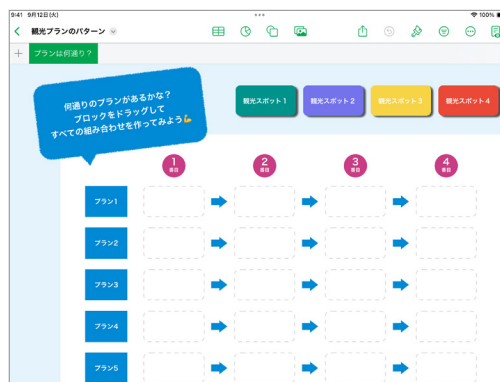 9:41 9月12日(火)
100%
観光プランのパターン
プランは何通り？
何通りのプランがあるかな？
ブロックをドラッグして
すべての組み合わせを作ってみよう💪
観光スポット1
観光スポット2
観光スポット3
観光スポット4
1
番目
2
番目
3
番目
4
番目
プラン1
プラン2
プラン3
プラン4
プラン5